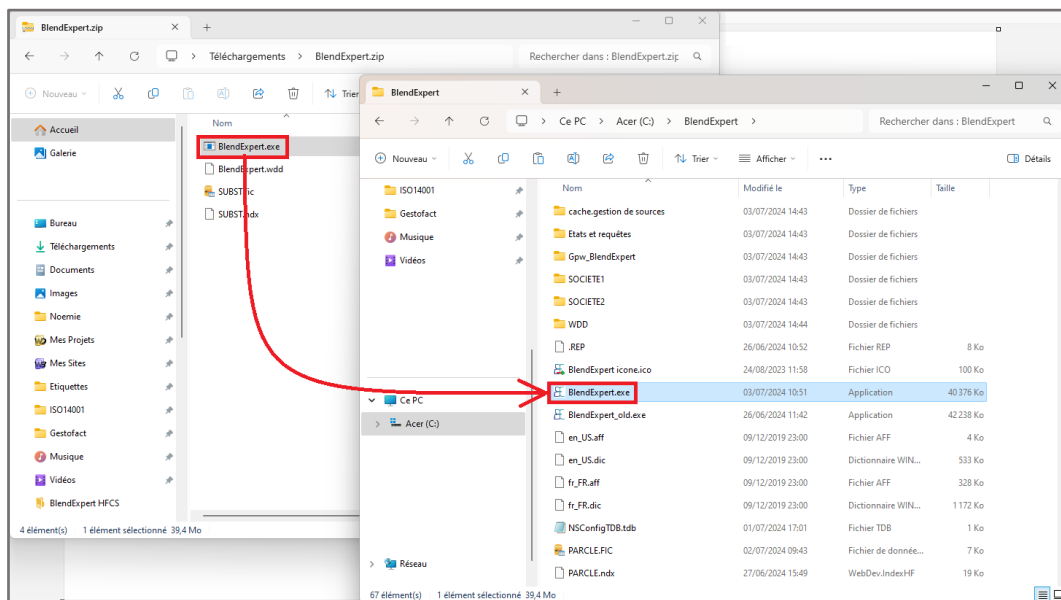 BlendExpert.zip
Téléchargements > BlendExpert.zip
Rechercher dans : BlendExpert.zip
Nouveau
Trier
Accueil
Galerie
Bureau
Téléchargements
Documents
Images
Noemie
Mes Projets
Mes Sites
Etiquettes
ISO14001
Gestofact
Musique
Vidéos
BlendExpert HFCS
Nom
BlendExpert.exe
BlendExpert.wdd
SUBST.fic
SUBST.ndx
4 élément(s) 1 élément sélectionné 39,4 Mo
BlendExpert
Ce PC > Acer (C:) > BlendExpert >
Rechercher dans : BlendExpert
Nouveau Trier Afficher ... Détails
ISO14001
Gestofact
Musique
Vidéos
Ce PC
Acer (C:)
Réseau
Nom Modifié le Type Taille
cache.gestion de sources 03/07/2024 14:43 Dossier de fichiers
Etats et requêtes 03/07/2024 14:43 Dossier de fichiers
Gpw_BlendExpert 03/07/2024 14:43 Dossier de fichiers
SOCIETE1 03/07/2024 14:43 Dossier de fichiers
SOCIETE2 03/07/2024 14:43 Dossier de fichiers
WDD 03/07/2024 14:44 Dossier de fichiers
.REP 26/06/2024 10:52 Fichier REP 8 Ko
BlendExpert icone.ico 24/08/2023 11:58 Fichier ICO 100 Ko
BlendExpert.exe 03/07/2024 10:51 Application 40 376 Ko
BlendExpert_old.exe 26/06/2024 11:42 Application 42 238 Ko
en_US.aff 09/12/2019 23:00 Fichier AFF 4 Ko
en_US.dic 09/12/2019 23:00 Dictionnaire WIN... 533 Ko
fr_FR.aff 09/12/2019 23:00 Fichier AFF 328 Ko
fr_FR.dic 09/12/2019 23:00 Dictionnaire WIN... 1 172 Ko
NSConfigTDB.tdb 01/07/2024 17:01 Fichier TDB 1 Ko
PARCLE.FIC 02/07/2024 09:43 Fichier de donnée... 7 Ko
PARCLE.ndx 27/06/2024 15:49 WebDev.IndexHF 19 Ko
67 élément(s) 1 élément sélectionné 39,4 Mo